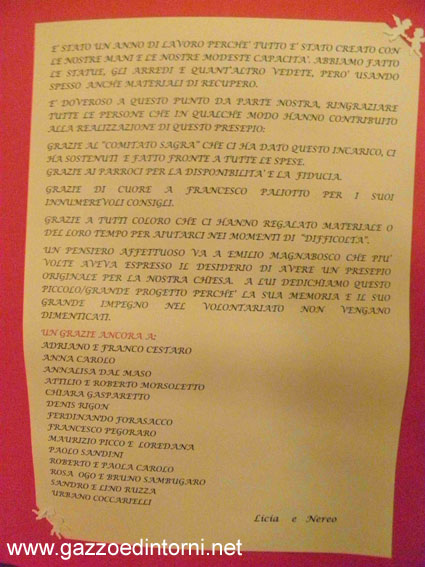 E' STATO UN ANNO DI LAVORO PERCHE' TUTTO E' STATO CREATO CON
LE NOSTRE MANI E LE NOSTRE MODESTE CAPACITA'. ABBIAMO FATTO
LE STATUE, GLI ARREDI E QUANT'ALTRO VEDETE, PERO' USANDO
SPESSO ANCHE MATERIALI DI RECUPERO.
E' DOVEROSO A QUESTO PUNTO DA PARTE NOSTRA, RINGRAZIARE
TUTTE LE PERSONE CHE IN QUALCHE MODO HANNO CONTRIBUITO
ALLA REALIZZAZIONE DI QUESTO PRESEPIO:
GRAZIE AL "COMITATO SAGRA" CHE CI HA DATO QUESTO INCARICO, CI
HA SOSTENUTI E FATTO FRONTE A TUTTE LE SPESE.
GRAZIE AI PARROCI PER LA DISPONIBILITA' E LA FIDUCIA.
GRAZIE DI CUORE A FRANCESCO PALIOTTO PER I SUOI
INNUMEREVOLI CONSIGLI.
GRAZIE A TUTTI COLORO CHE CI HANNO REGALATO MATERIALE O
DEL LORO TEMPO PER AIUTARCI NEI MOMENTI DI "DIFFICOLTA".
UN PENSIERO AFFETTUOSO VA A EMILIO MAGNABOSCO CHE PIU'
VOLTE AVEVA ESPRESSO IL DESIDERIO DI AVERE UN PRESEPIO
ORIGINALE PER LA NOSTRA CHIESA. A LUI DEDICHIAMO QUESTO
PICCOLO/GRANDE PROGETTO PERCHE' LA SUA MEMORIA E IL SUO
GRANDE IMPEGNO NEL VOLONTARIATO NON VENGANO
DIMENTICATI.
UN GRAZIE ANCORA A:
ADRIANO E FRANCO CESTARO
ANNA CAROLO
ANNALISA DAL MASO
ATTILIO E ROBERTO MORSOLETTO
CHIARA GASPARETTO
DENIS RIGON
FERDINANDO FORASACCO
FRANCESCO PEGORARO
MAURIZIO PICCO E LOREDANA
PAOLO SANDINI
ROBERTO E PAOLA CAROLO
ROSA OGO E BRUNO SAMBUGARO
SANDRO E LINO RUZZA
URBANO COCCARIELLI
Licia e Nereo
www.gazzoedintorni.net